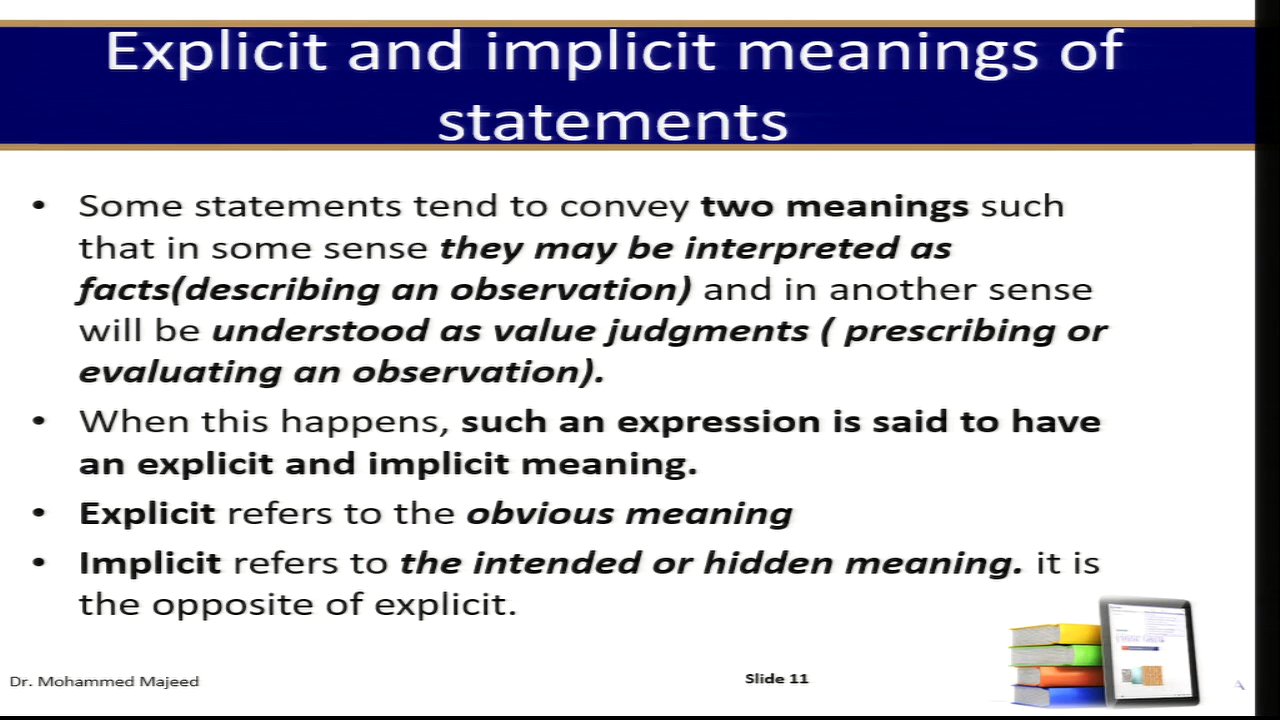 Explicit and implicit meanings of
statements
• Some statements tend to convey two meanings such
that in some sense they may be interpreted as
facts(describing an observation) and in another sense
will be understood as value judgments ( prescribing or
evaluating an observation).
• When this happens, such an expression is said to have
an explicit and implicit meaning.
• Explicit refers to the obvious meaning
• Implicit refers to the intended or hidden meaning. it is
the opposite of explicit.
Dr. Mohammed Majeed
Slide 11
A